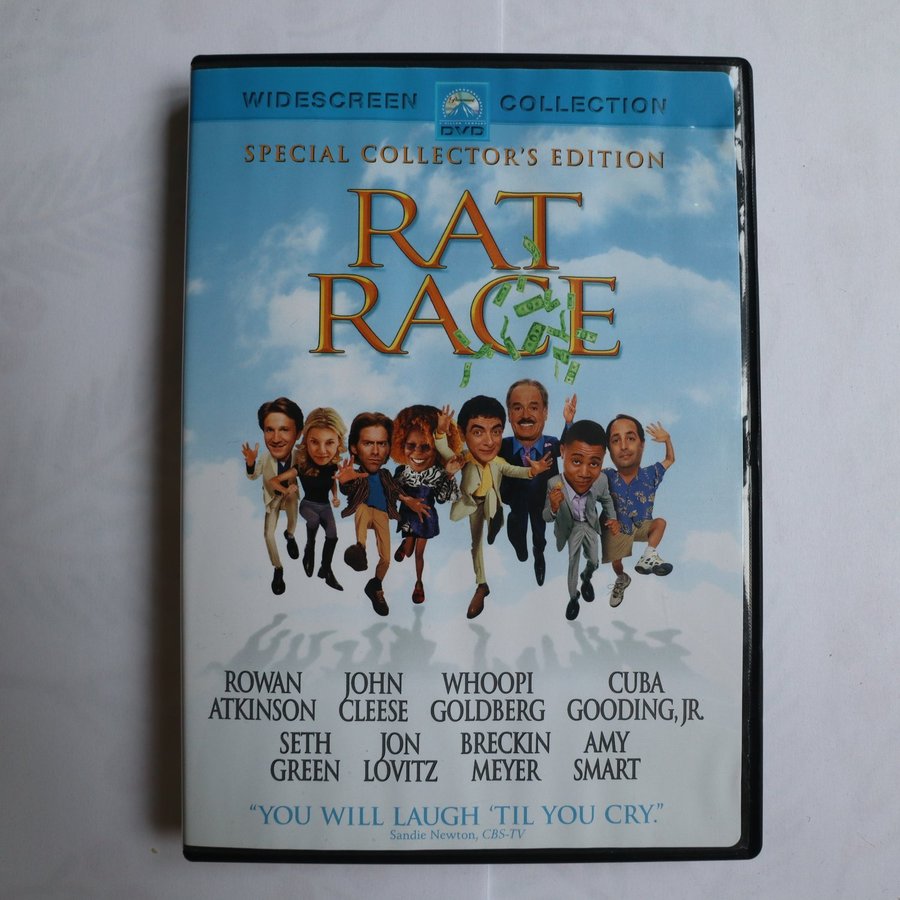 WIDESCREEN Paramount DVD COLLECTION
SPECIAL COLLECTOR'S EDITION
RAT
RACE
ROWAN ATKINSON
JOHN CLEESE
WHOOPI GOLDBERG
CUBA GOODING, JR.
SETH GREEN
JON LOVITZ
BRECKIN MEYER
AMY SMART
"YOU WILL LAUGH 'TIL YOU CRY."
Sandie Newton, CBS-TV